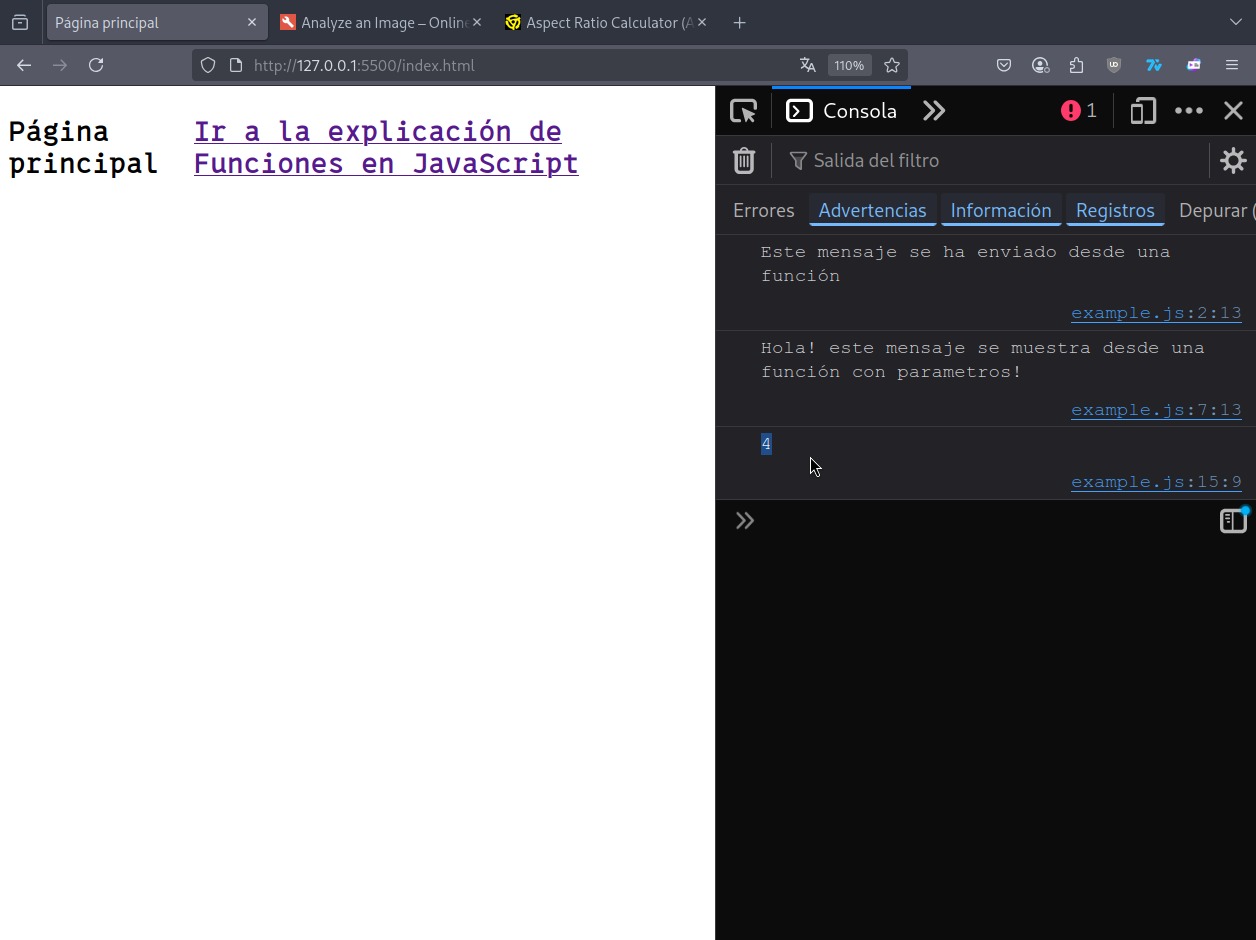 Página principal
Analyze an Image – Online
Aspect Ratio Calculator (A
http://127.0.0.1:5500/index.html
110%
Página
principal
Ir a la explicación de
Funciones en JavaScript
Consola
1
Salida del filtro
Errores Advertencias Información Registros Depurar (
Este mensaje se ha enviado desde una
función
example.js:2:13
Hola! este mensaje se muestra desde una
función con parametros!
example.js:7:13
4
example.js:15:9